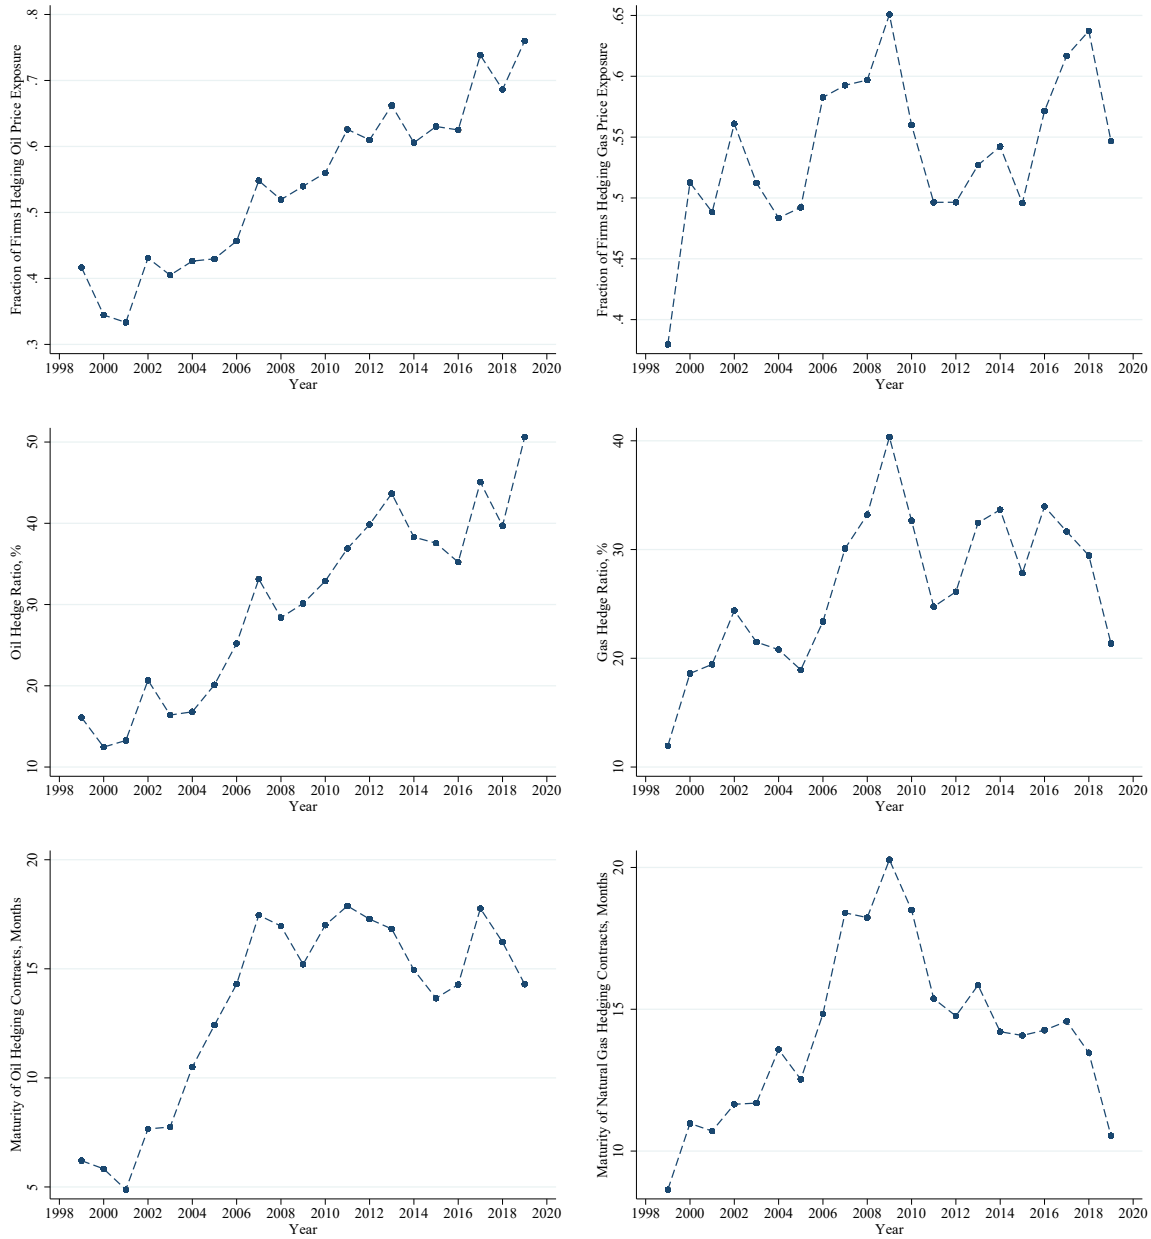 Fraction of Firms Hedging Oil Price Exposure
.8
.7
.6
.5
.4
.3
1998 2000 2002 2004 2006 2008 2010 2012 2014 2016 2018 2020
Year
Fraction of Firms Hedging Gas Price Exposure
.65
.6
.55
.5
.45
.4
1998 2000 2002 2004 2006 2008 2010 2012 2014 2016 2018 2020
Year
Oil Hedge Ratio, %
50
40
30
20
10
1998 2000 2002 2004 2006 2008 2010 2012 2014 2016 2018 2020
Year
Gas Hedge Ratio, %
40
30
20
10
1998 2000 2002 2004 2006 2008 2010 2012 2014 2016 2018 2020
Year
Maturity of Oil Hedging Contracts, Months
20
15
10
5
1998 2000 2002 2004 2006 2008 2010 2012 2014 2016 2018 2020
Year
Maturity of Natural Gas Hedging Contracts, Months
20
15
10
1998 2000 2002 2004 2006 2008 2010 2012 2014 2016 2018 2020
Year